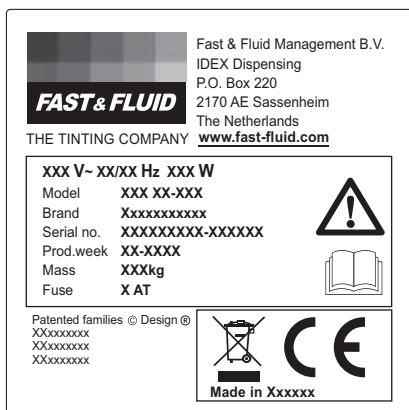 FAST & FLUID
THE TINTING COMPANY
Fast & Fluid Management B.V.
IDEX Dispensing
P.O. Box 220
2170 AE Sassenheim
The Netherlands
www.fast-fluid.com
XXX V~ XX/XX Hz XXX W
Model XXX XX-XXX
Brand Xxxxxxxxxxx
Serial no. XXXXXXXXX-XXXXXX
Prod.week XX-XXXX
Mass XXXkg
Fuse X AT
Patented families © Design ®
XXxxxxxxx
XXxxxxxxx
XXxxxxxxx
CE
Made in Xxxxxx